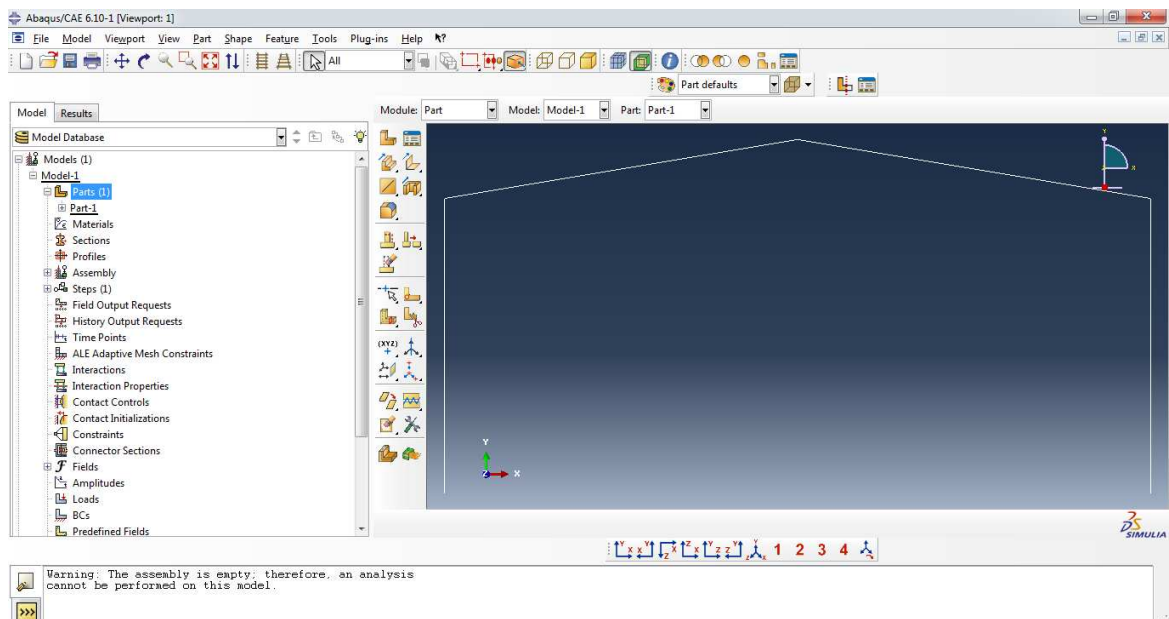 Abaqus/CAE 6.10-1 [Viewport: 1]
File Model Viewport View Part Shape Feature Tools Plug-ins Help
All
Part defaults
Model Results
Module: Part Model: Model-1 Part: Part-1
Model Database
Models (1)
Model-1
Parts (1)
Part-1
Materials
Sections
Profiles
Assembly
Steps (1)
Field Output Requests
History Output Requests
Time Points
ALE Adaptive Mesh Constraints
Interactions
Interaction Properties
Contact Controls
Contact Initializations
Constraints
Connector Sections
Fields
Amplitudes
Loads
BCs
Predefined Fields
(XYZ)
Y
X
Z
Y
X
Z
SIMULIA
1 2 3 4
Warning: The assembly is empty; therefore, an analysis
cannot be performed on this model.
>>>